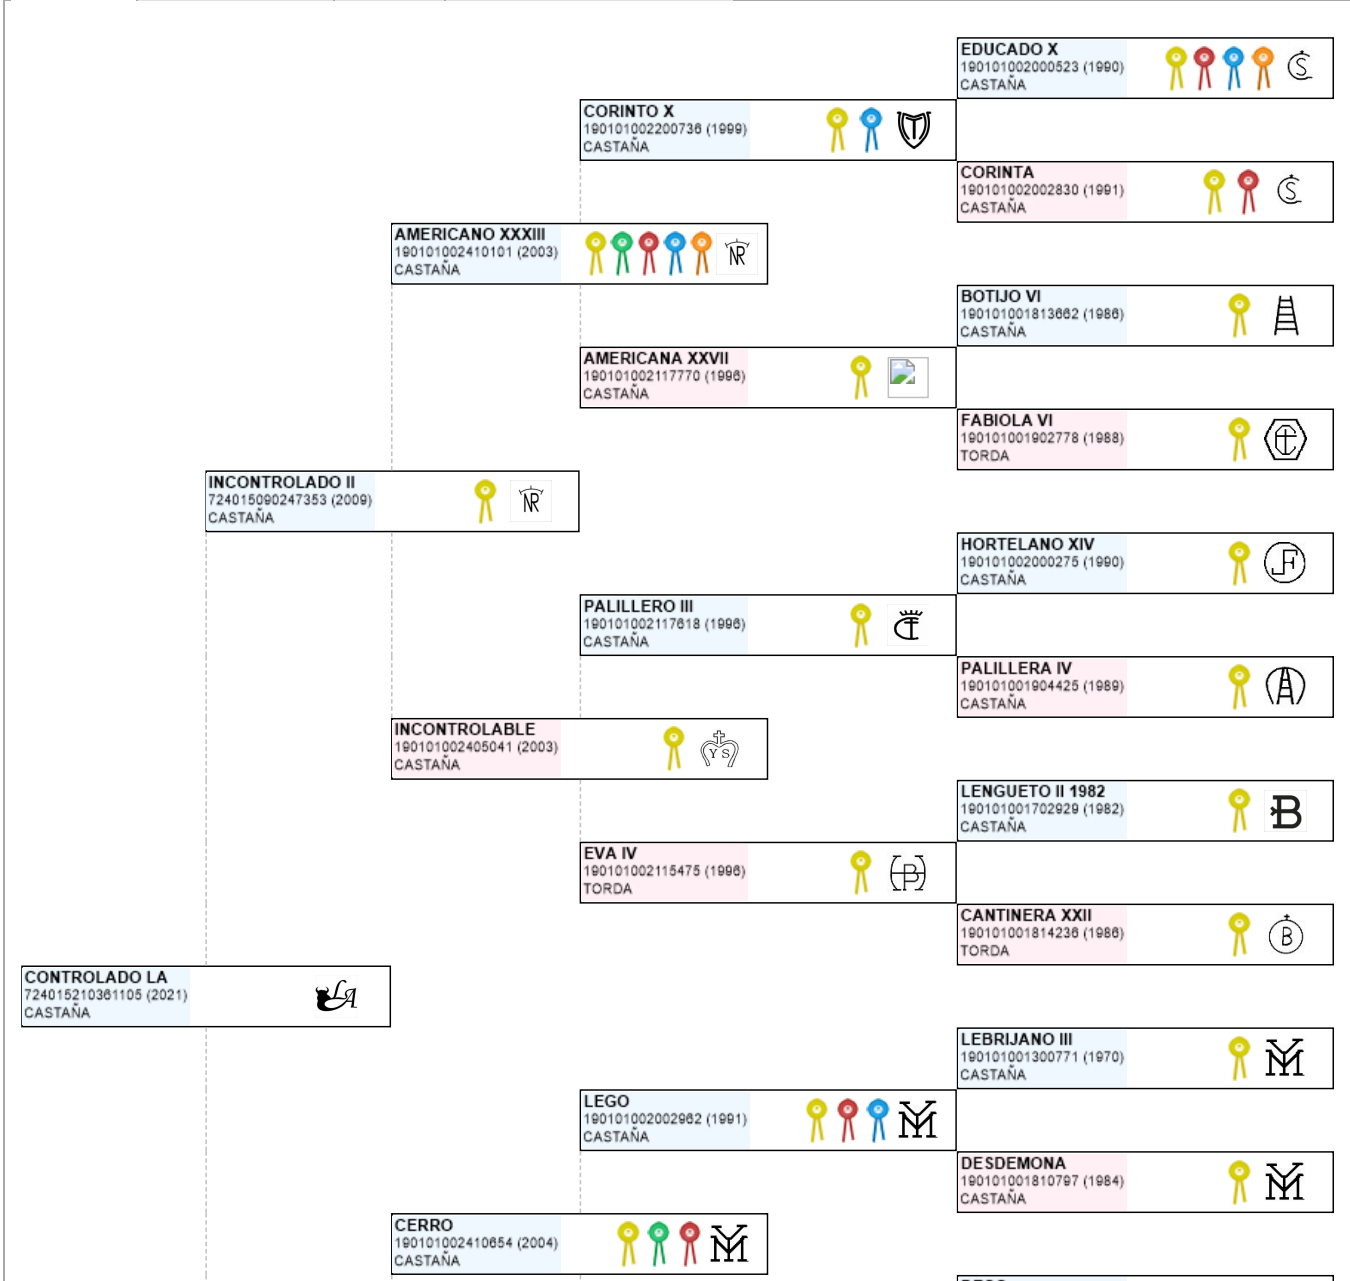 EDUCADO X
190101002000523 (1990)
CASTAÑA
CORINTO X
190101002200736 (1999)
CASTAÑA
CORINTA
190101002002830 (1991)
CASTAÑA
AMERICANO XXXIII
190101002410101 (2003)
CASTAÑA
NR
BOTIJO VI
190101001813662 (1986)
CASTAÑA
AMERICANA XXVII
190101002117770 (1996)
CASTAÑA
FABIOLA VI
190101001902778 (1988)
TORDA
INCONTROLADO II
724015090247353 (2009)
CASTAÑA
NR
HORTELANO XIV
190101002000275 (1990)
CASTAÑA
PALILLERO III
190101002117618 (1996)
CASTAÑA
PALILLERA IV
190101001904425 (1989)
CASTAÑA
INCONTROLABLE
190101002405041 (2003)
CASTAÑA
Y S
LENGUETO II 1982
190101001702929 (1982)
CASTAÑA
B
EVA IV
190101002115475 (1996)
TORDA
CANTINERA XXII
190101001814236 (1986)
TORDA
B
CONTROLADO LA
724015210361105 (2021)
CASTAÑA
LA
LEBRIJANO III
190101001300771 (1970)
CASTAÑA
LEGO
190101002002962 (1991)
CASTAÑA
DESDEMONA
190101001810797 (1984)
CASTAÑA
CERRO
190101002410654 (2004)
CASTAÑA